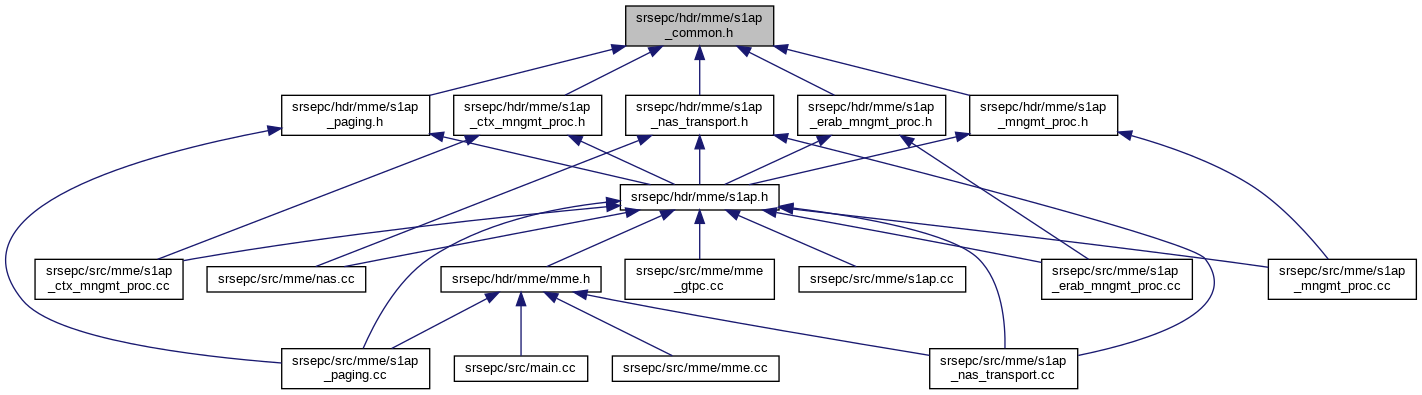 srsepc/hdr/mme/s1ap
_common.h
srsepc/hdr/mme/s1ap
_paging.h
srsepc/hdr/mme/s1ap
_ctx_mngmt_proc.h
srsepc/hdr/mme/s1ap
_nas_transport.h
srsepc/hdr/mme/s1ap
_erab_mngmt_proc.h
srsepc/hdr/mme/s1ap
_mngmt_proc.h
srsepc/hdr/mme/s1ap.h
srsepc/src/mme/s1ap
_ctx_mngmt_proc.cc
srsepc/src/mme/nas.cc
srsepc/hdr/mme/mme.h
srsepc/src/mme/mme
_gtpc.cc
srsepc/src/mme/s1ap.cc
srsepc/src/mme/s1ap
_erab_mngmt_proc.cc
srsepc/src/mme/s1ap
_mngmt_proc.cc
srsepc/src/mme/s1ap
_paging.cc
srsepc/src/main.cc
srsepc/src/mme/mme.cc
srsepc/src/mme/s1ap
_nas_transport.cc